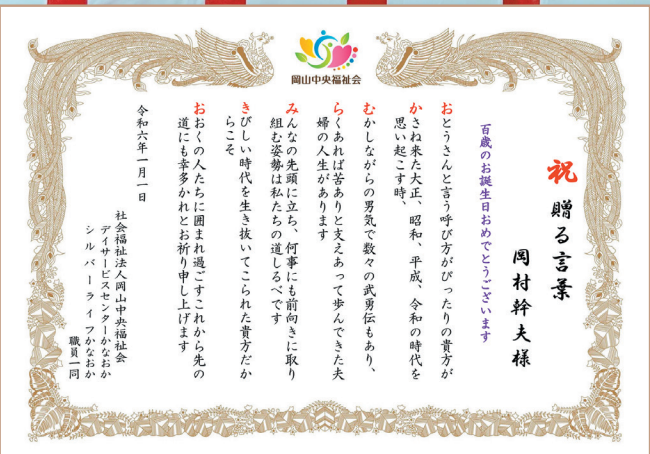 岡山中央福祉会
祝 贈る言葉
岡村幹夫様
百歳のお誕生日おめでとうございます
おとうさんと言う呼び方がぴったりの貴方が
かさね来た大正、昭和、平成、令和の時代を
思い起こす時、
むかしながらの男気で数々の武勇伝もあり、
らくあれば苦ありと支えあって歩んできた夫
婦の人生があります
みんなの先頭に立ち、何事にも前向きに取り
組む姿勢は私たちの道しるべです
きびしい時代を生き抜いてこられた貴方だか
らこそ
おおくの人たちに囲まれ過ごすこれから先の
道にも幸多かれとお祈り申し上げます
令和六年一月一日
社会福祉法人岡山中央福祉会
デイサービスセンターかなおか
シルバーライフかなおか
職員一同